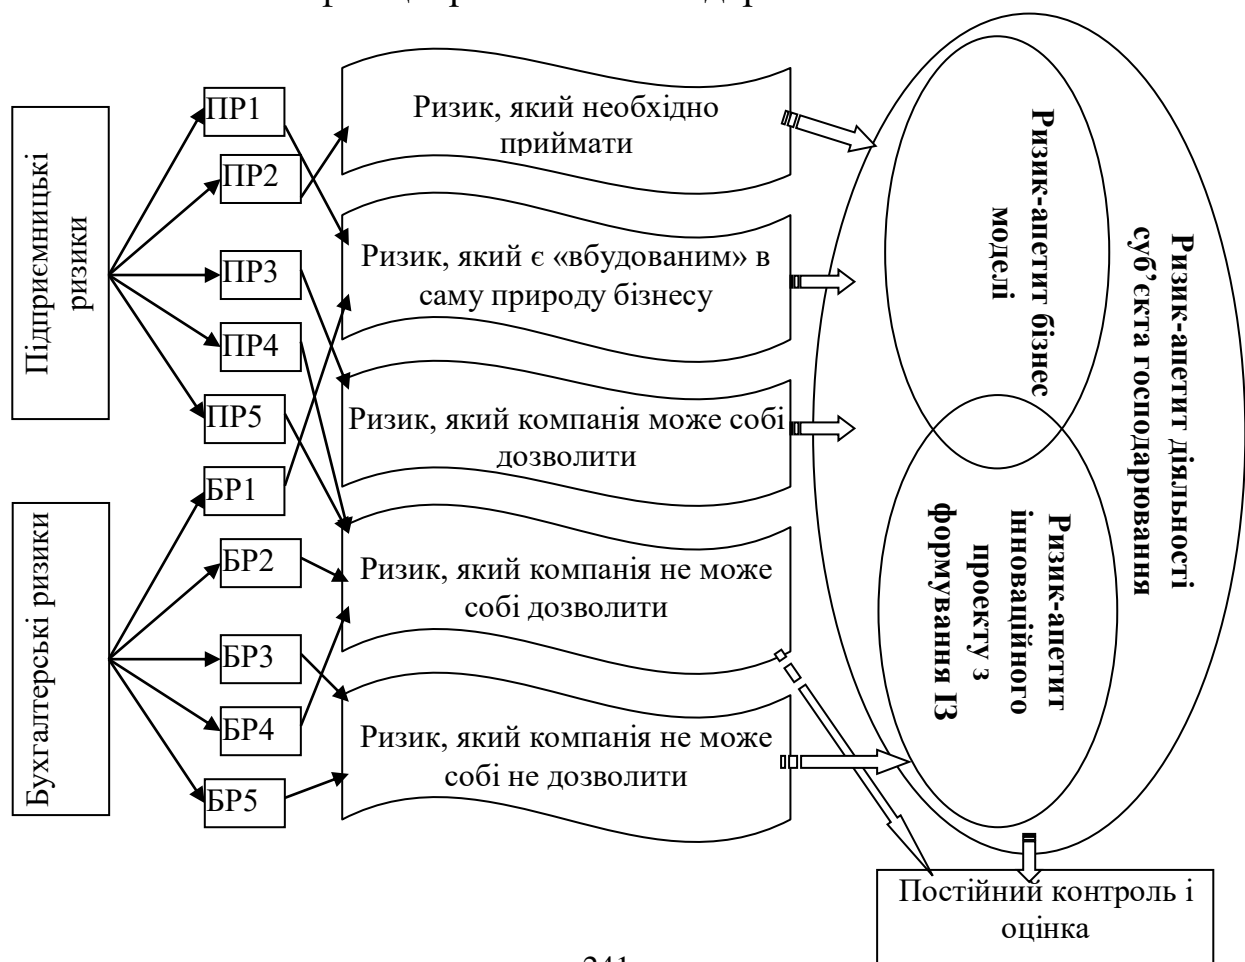 Підприємницькі
ризики
Бухгалтерські ризики
ПР1
ПР2
ПР3
ПР4
ПР5
БР1
БР2
БР3
БР4
БР5
Ризик, який необхідно
приймати
Ризик, який є «вбудованим» в
саму природу бізнесу
Ризик, який компанія може собі
дозволити
Ризик, який компанія не може
собі дозволити
Ризик, який компанія не може
собі не дозволити
Ризик-апетит бізнес
моделі
Ризик-апетит
інноваційного
проекту з
формування ІЗ
Ризик-апетит діяльності
суб’єкта господарювання
Постійний контроль і
оцінка